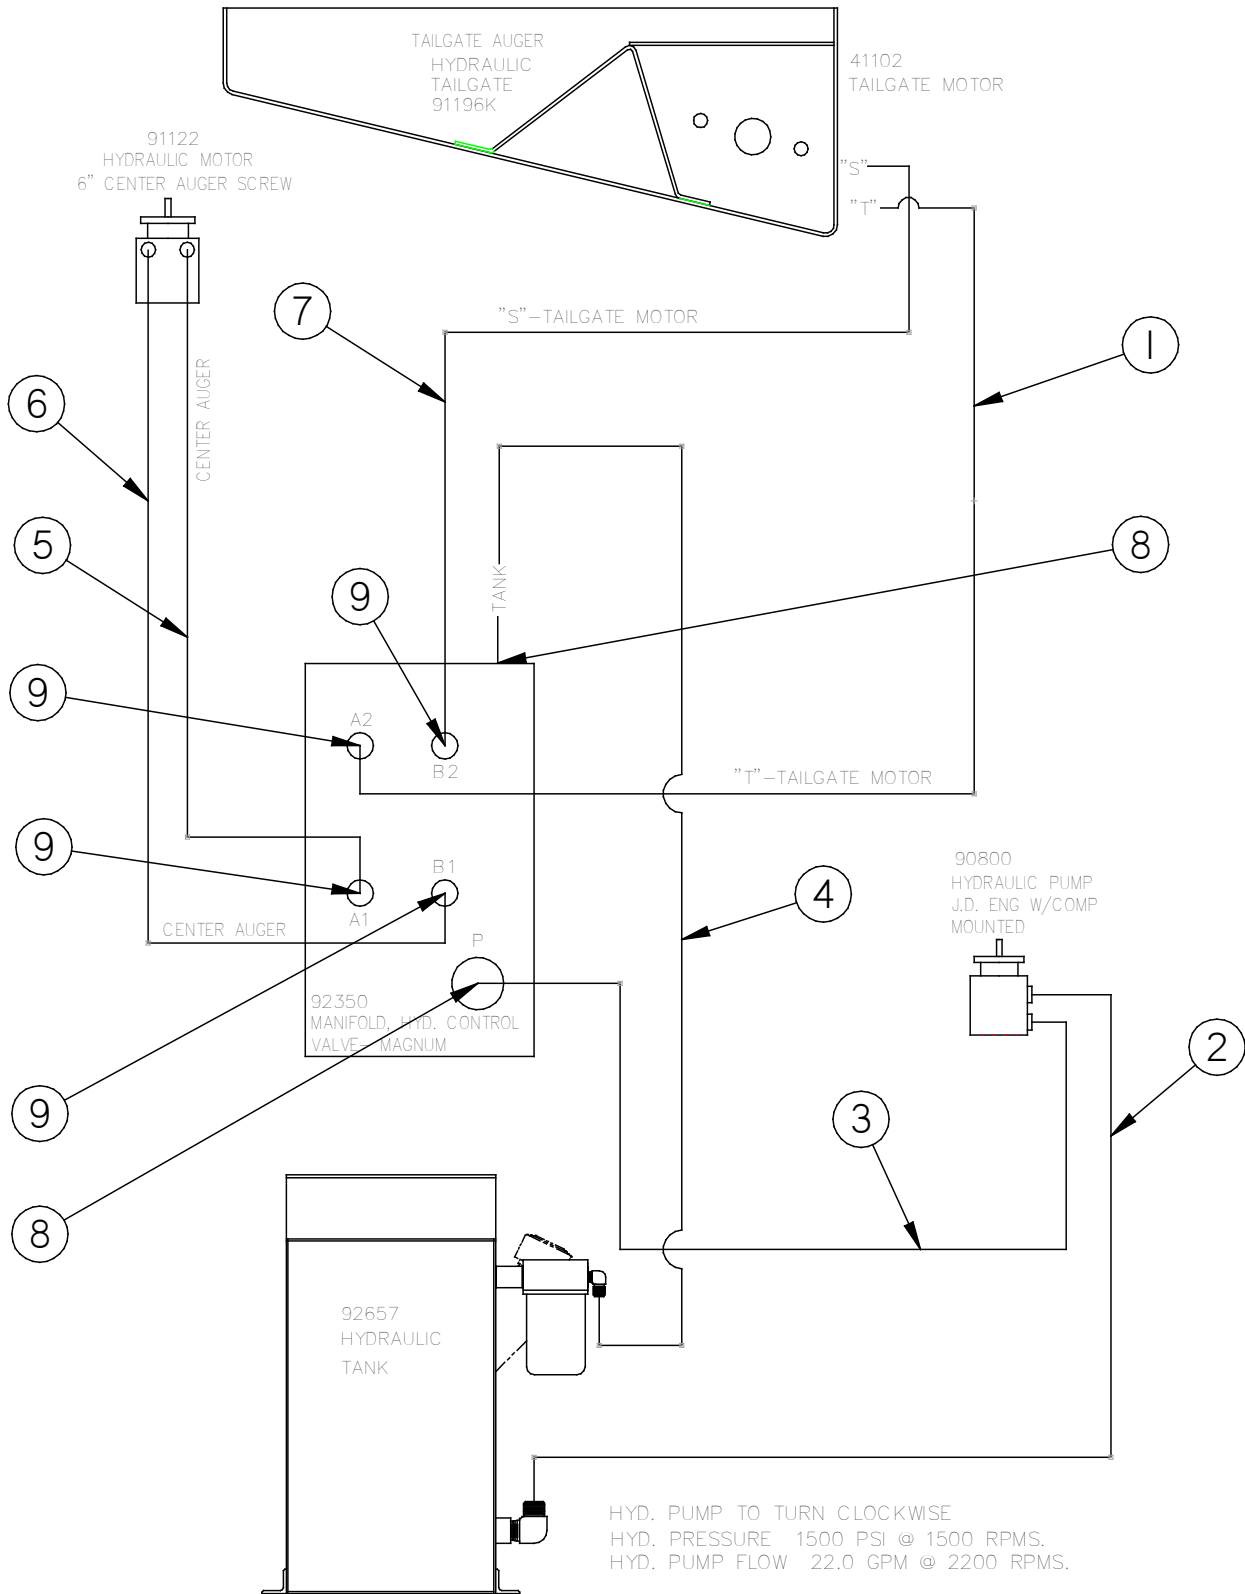 TAILGATE AUGER
HYDRAULIC
TAILGATE
91196K
41102
TAILGATE MOTOR
91122
HYDRAULIC MOTOR
6" CENTER AUGER SCREW
"S"
"T"
7
"S"-TAILGATE MOTOR
1
6
CENTER AUGER
5
9
TANK
8
9
A2
B2
"T"-TAILGATE MOTOR
9
A1
B1
CENTER AUGER
P
4
90800
HYDRAULIC PUMP
J.D. ENG W/COMP
MOUNTED
92350
MANIFOLD, HYD. CONTROL
VALVE- MAGNUM
2
9
3
8
92657
HYDRAULIC
TANK
HYD. PUMP TO TURN CLOCKWISE
HYD. PRESSURE 1500 PSI @ 1500 RPMS.
HYD. PUMP FLOW 22.0 GPM @ 2200 RPMS.